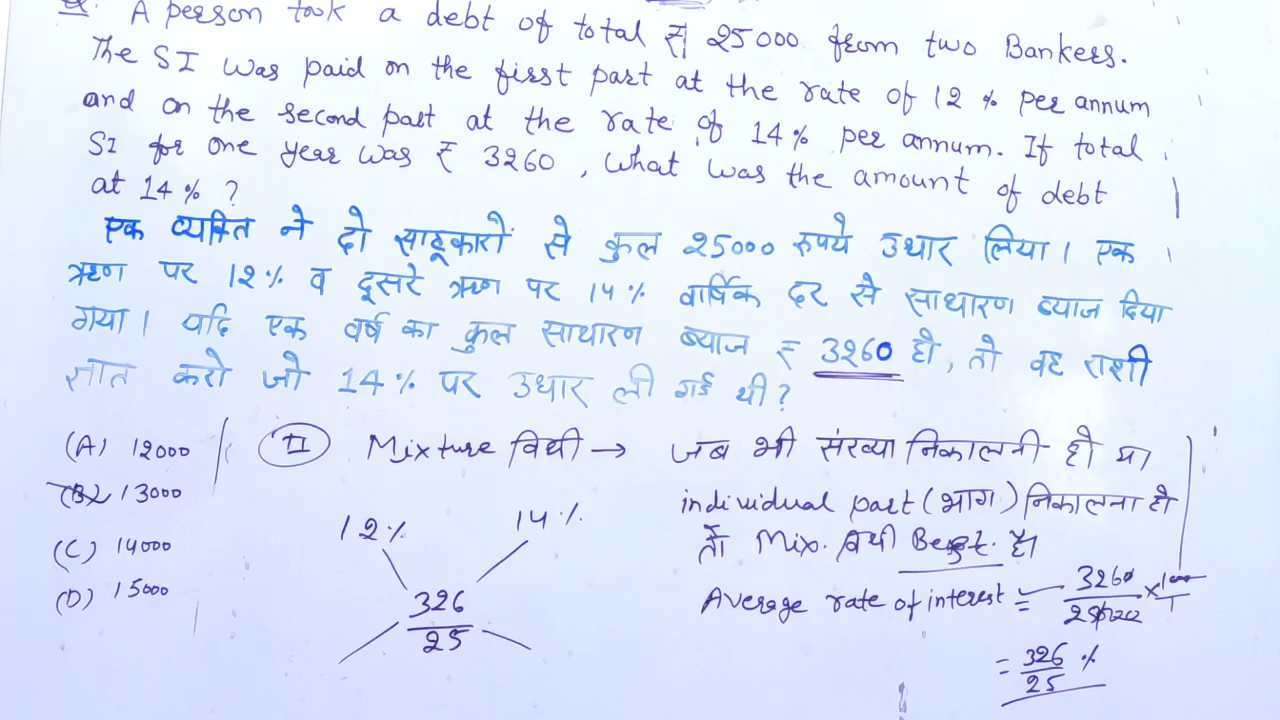 Q. A person took a debt of total ₹ 25000 from two Bankers.
The SI was paid on the first part at the rate of 12 % per annum
and on the second part at the rate of 14% per annum. If total
SI for one year was ₹ 3260, What was the amount of debt
at 14 % ?
एक व्यक्ति ने दो साहूकारों से कुल 25000 रुपये उधार लिया। एक
ऋण पर 12% व दूसरे ऋण पर 14% वार्षिक दर से साधारण ब्याज दिया
गया। यदि एक वर्ष का कुल साधारण ब्याज ₹ 3260 हो, तो वह राशी
ज्ञात करो जो 14% पर उधार ली गई थी?
(A) 12000
(B) 13000
(C) 14000
(D) 15000
II Mixture विधी → जब भी संख्या निकालनी हो या
individual part (भाग) निकालना हो
तो Mix. विधी Best है।
12% 14%
326
25
Average rate of interest = 3260/25000 × 100/1
= 326/25 %